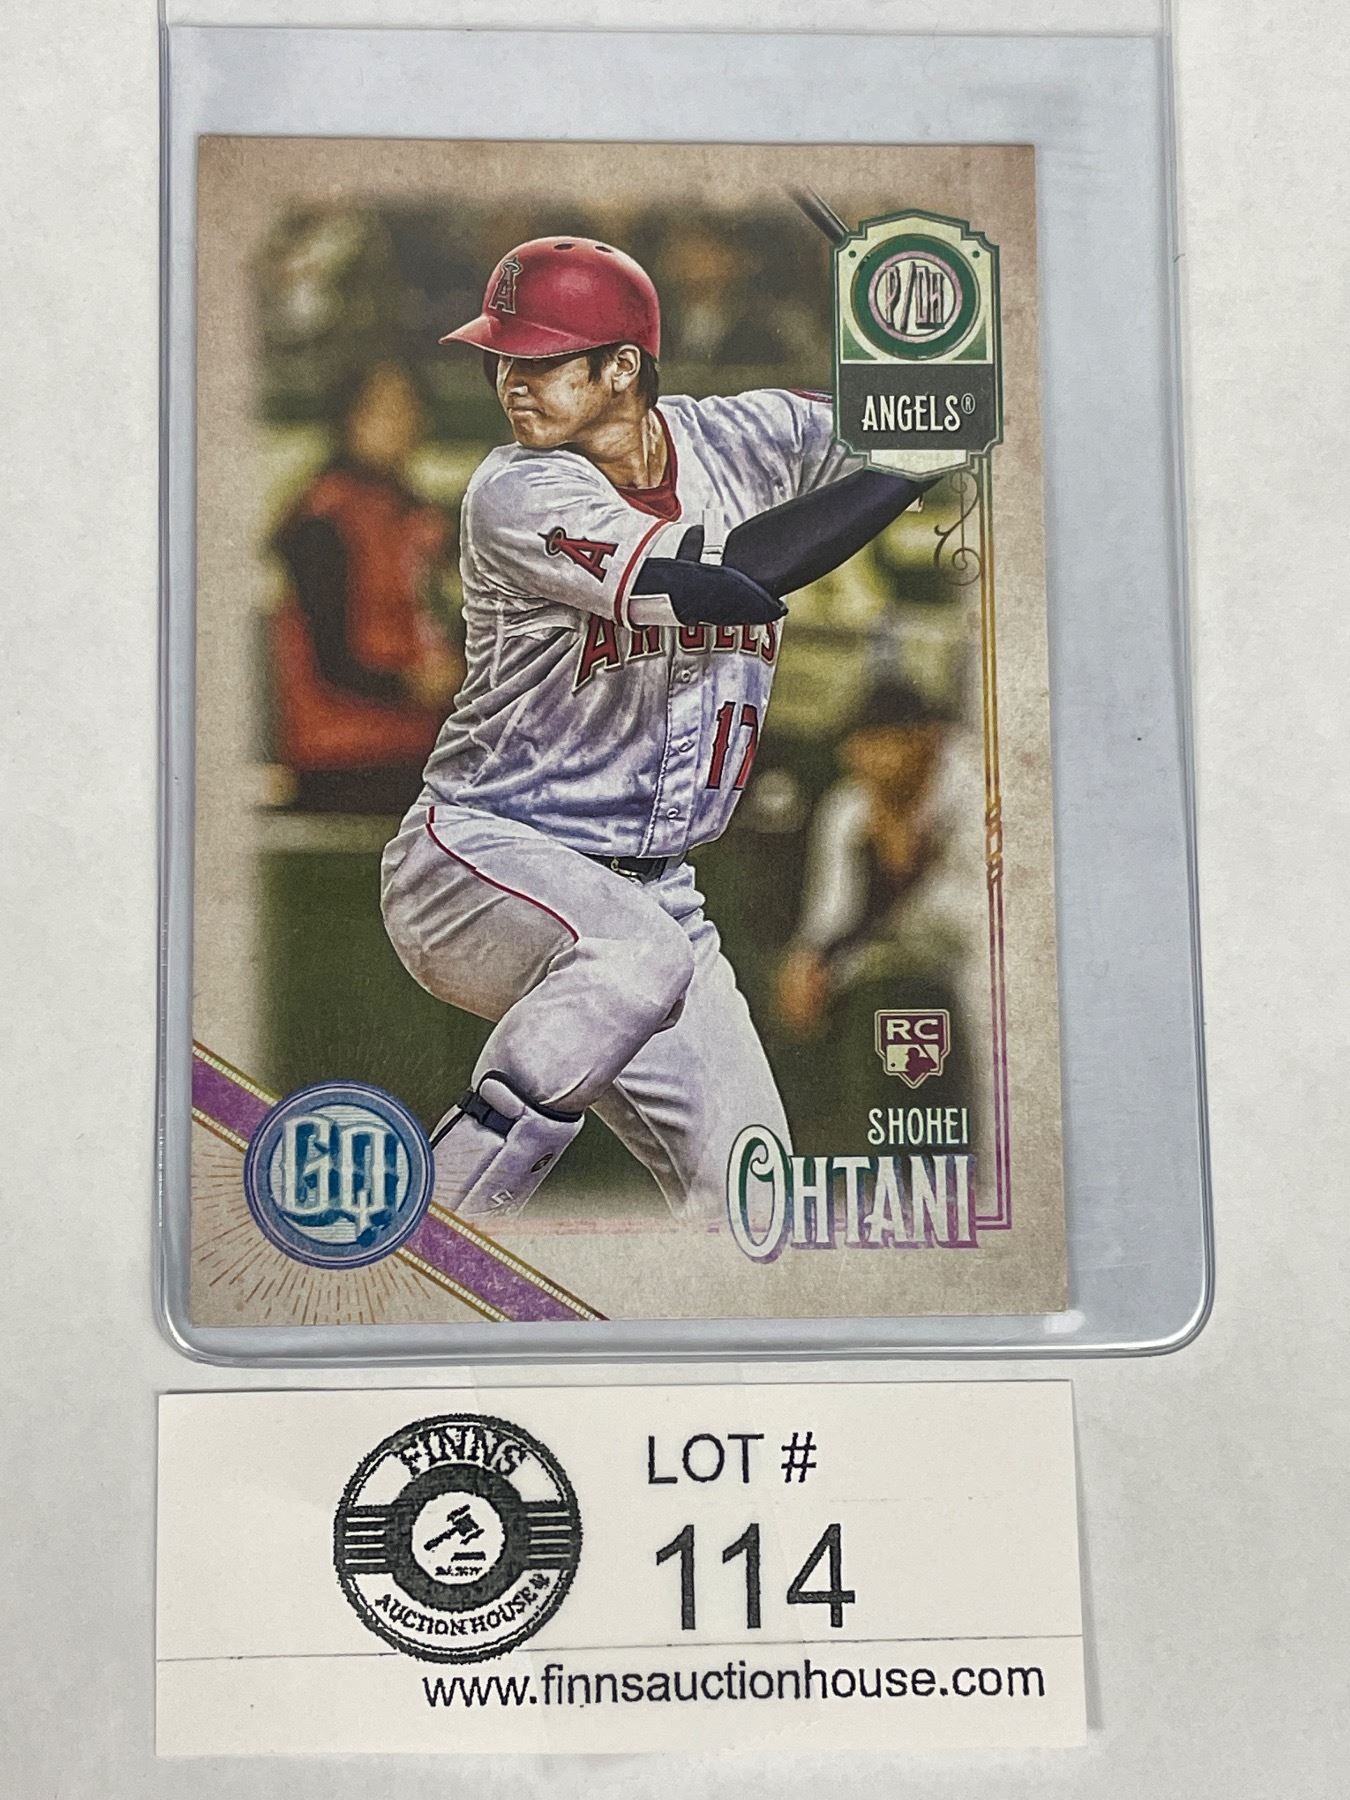 A
P/DH
ANGELS®
A
ANGELS
17
RC
SHOHEI
OHTANI
GQ
FINNS
AUCTION HOUSE
LOT #
114
www.finnsauctionhouse.com